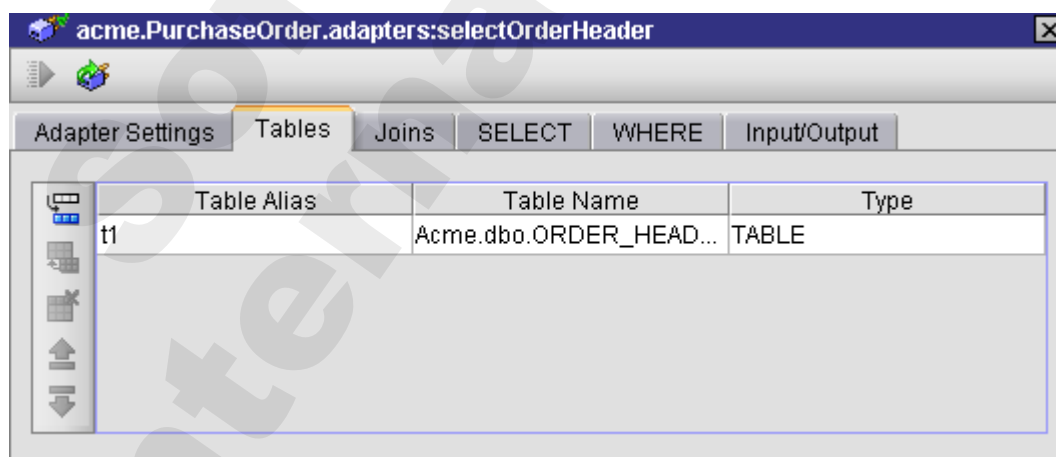 acme.PurchaseOrder.adapters:selectOrderHeader
Adapter Settings Tables Joins SELECT WHERE Input/Output
Table Alias Table Name Type
t1 Acme.dbo.ORDER_HEAD... TABLE